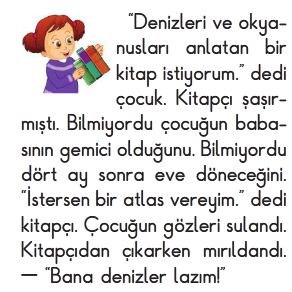 “Denizleri ve okya-
nusları anlatan bir
kitap istiyorum.” dedi
çocuk. Kitapçı şaşır-
mıştı. Bilmiyordu çocuğun baba-
sının gemici olduğunu. Bilmiyordu
dört ay sonra eve döneceğini.
“İstersen bir atlas vereyim.” dedi
kitapçı. Çocuğun gözleri sulandı.
Kitapçıdan çıkarken mırıldandı.
— “Bana denizler lazım!”